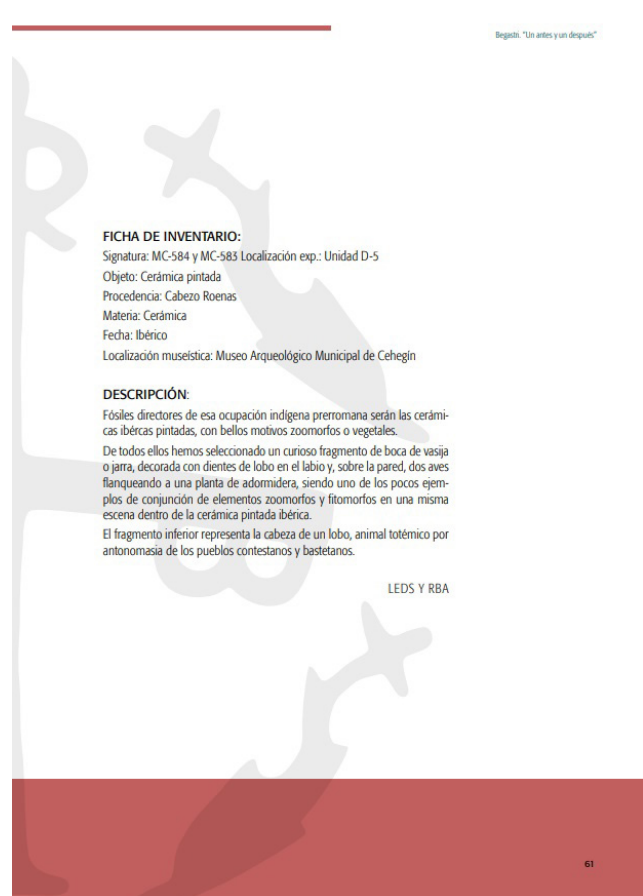 Begastri. “Un antes y un después”
FICHA DE INVENTARIO:
Signatura: MC-584 y MC-583 Localización exp.: Unidad D-5
Objeto: Cerámica pintada
Procedencia: Cabezo Roenas
Materia: Cerámica
Fecha: Ibérico
Localización museística: Museo Arqueológico Municipal de Cehegín
DESCRIPCIÓN:
Fósiles directores de esa ocupación indígena prerromana serán las cerámi-
cas ibércas pintadas, con bellos motivos zoomorfos o vegetales.
De todos ellos hemos seleccionado un curioso fragmento de boca de vasija
o jarra, decorada con dientes de lobo en el labio y, sobre la pared, dos aves
flanqueando a una planta de adormidera, siendo uno de los pocos ejem-
plos de conjunción de elementos zoomorfos y fitomorfos en una misma
escena dentro de la cerámica pintada ibérica.
El fragmento inferior representa la cabeza de un lobo, animal totémico por
antonomasia de los pueblos contestanos y bastetanos.
LEDS Y RBA
61